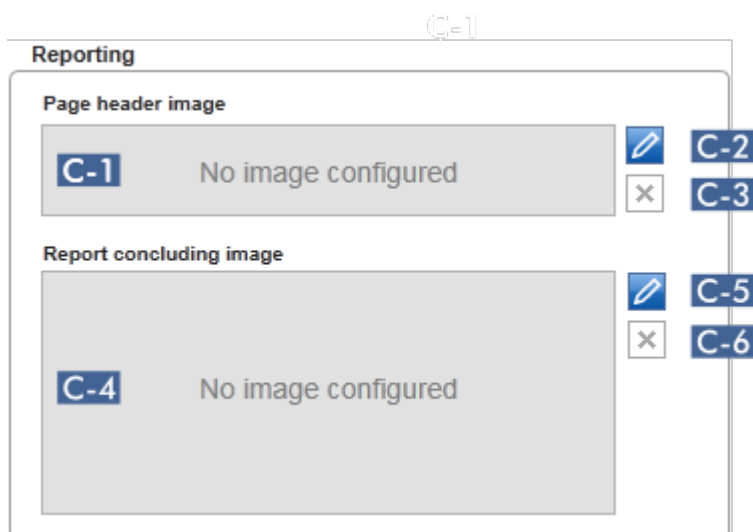 C-1
Reporting
Page header image
C-1 No image configured
C-2
C-3
Report concluding image
C-5
C-6
C-4 No image configured